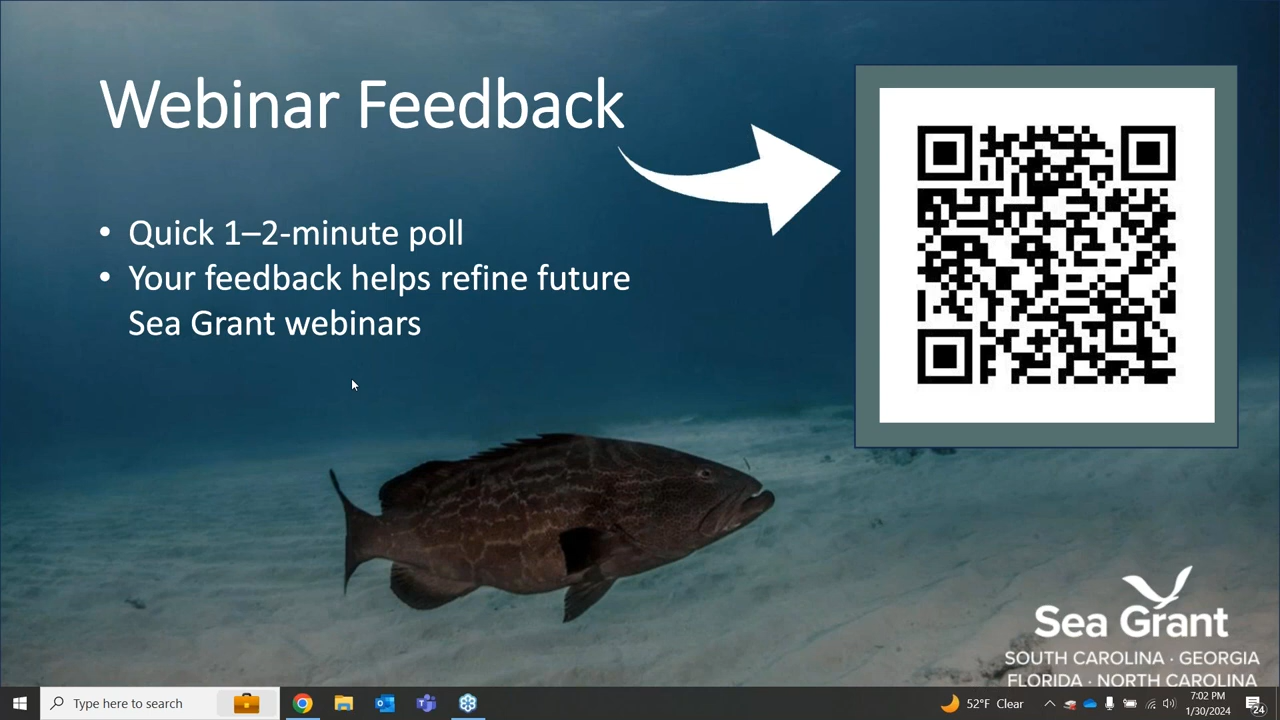 Webinar Feedback
• Quick 1–2-minute poll
• Your feedback helps refine future
Sea Grant webinars
Sea Grant
SOUTH CAROLINA · GEORGIA
FLORIDA · NORTH CAROLINA
Type here to search
52°F Clear
7:02 PM
1/30/2024
24